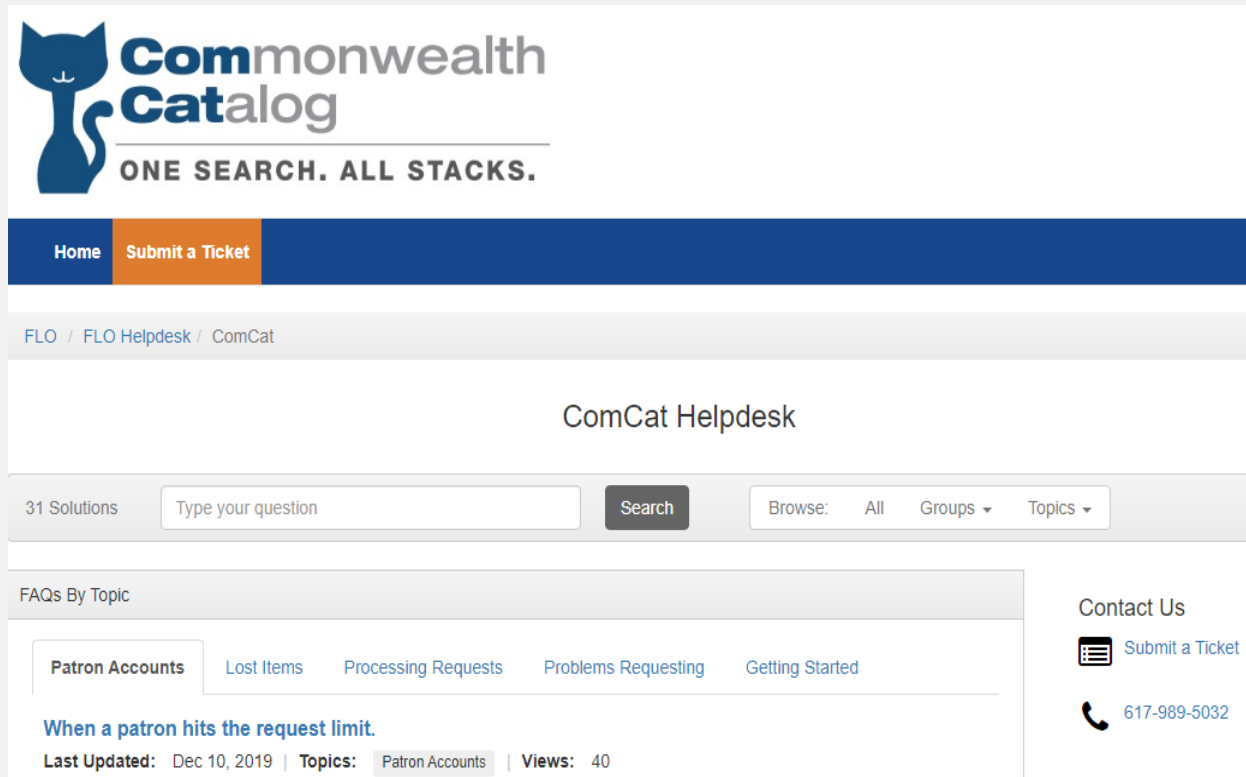 Commonwealth
Catalog
ONE SEARCH. ALL STACKS.
Home Submit a Ticket
FLO / FLO Helpdesk / ComCat
ComCat Helpdesk
31 Solutions Type your question Search Browse: All Groups Topics
FAQs By Topic
Contact Us
Submit a Ticket
Patron Accounts Lost Items Processing Requests Problems Requesting Getting Started
617-989-5032
When a patron hits the request limit.
Last Updated: Dec 10, 2019 | Topics: Patron Accounts | Views: 40